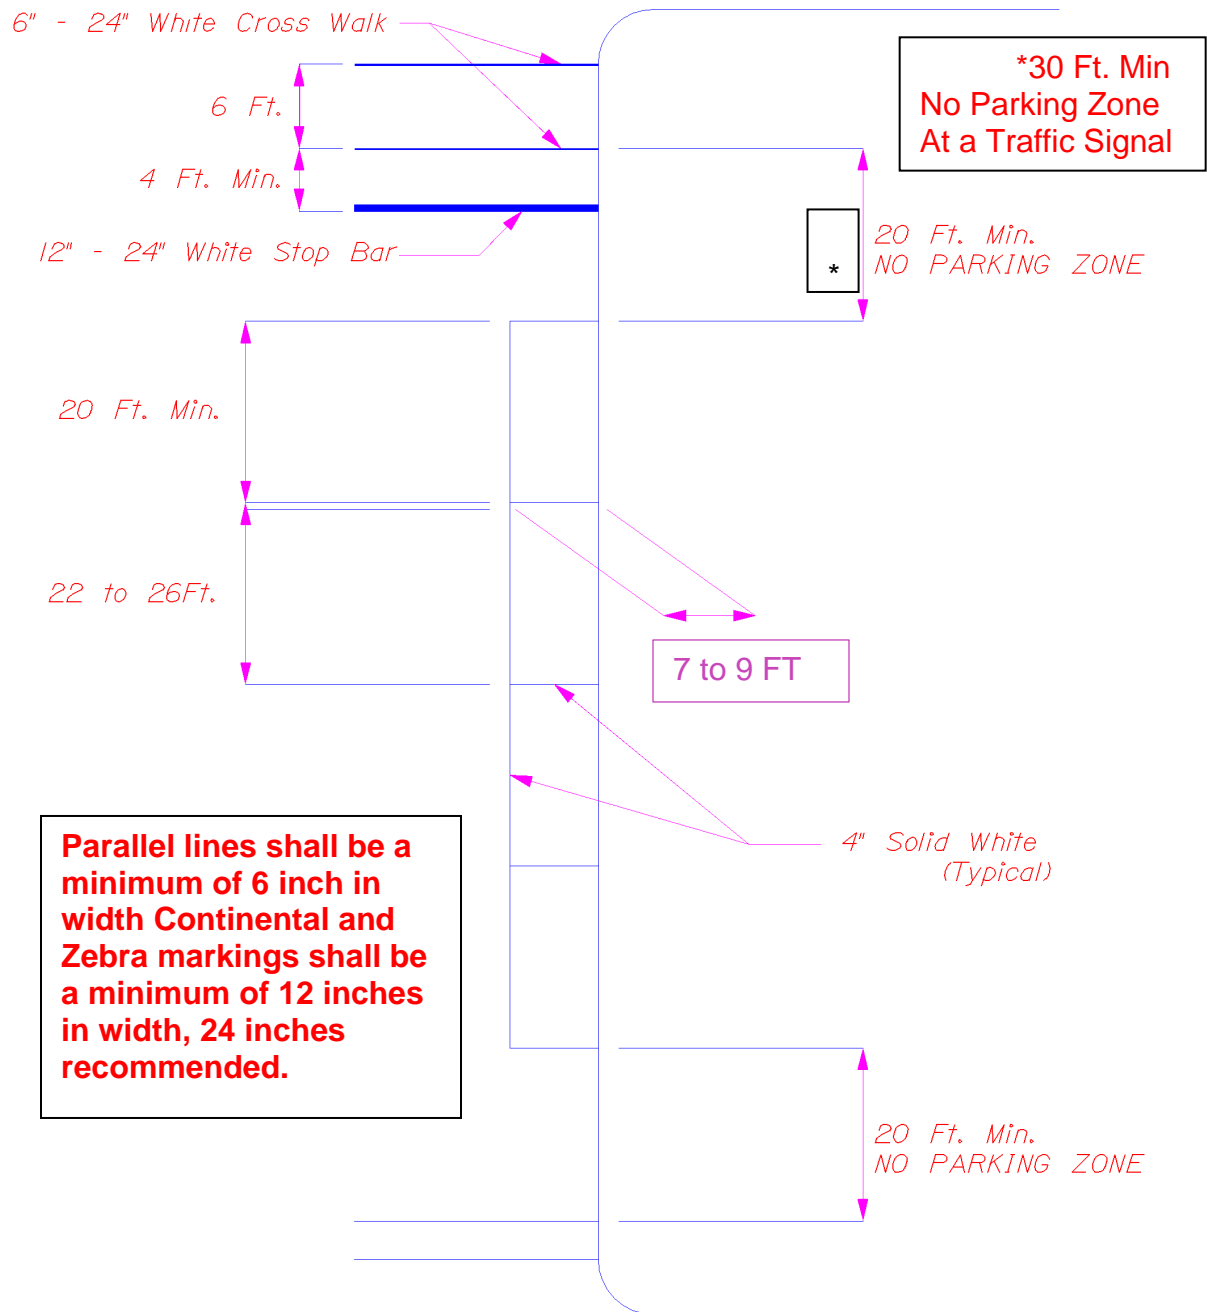 6" - 24" White Cross Walk
*30 Ft. Min
No Parking Zone
At a Traffic Signal
6 Ft.
4 Ft. Min.
12" - 24" White Stop Bar
20 Ft. Min.
NO PARKING ZONE
*
20 Ft. Min.
22 to 26Ft.
7 to 9 FT
4" Solid White
(Typical)
Parallel lines shall be a
minimum of 6 inch in
width Continental and
Zebra markings shall be
a minimum of 12 inches
in width, 24 inches
recommended.
20 Ft. Min.
NO PARKING ZONE